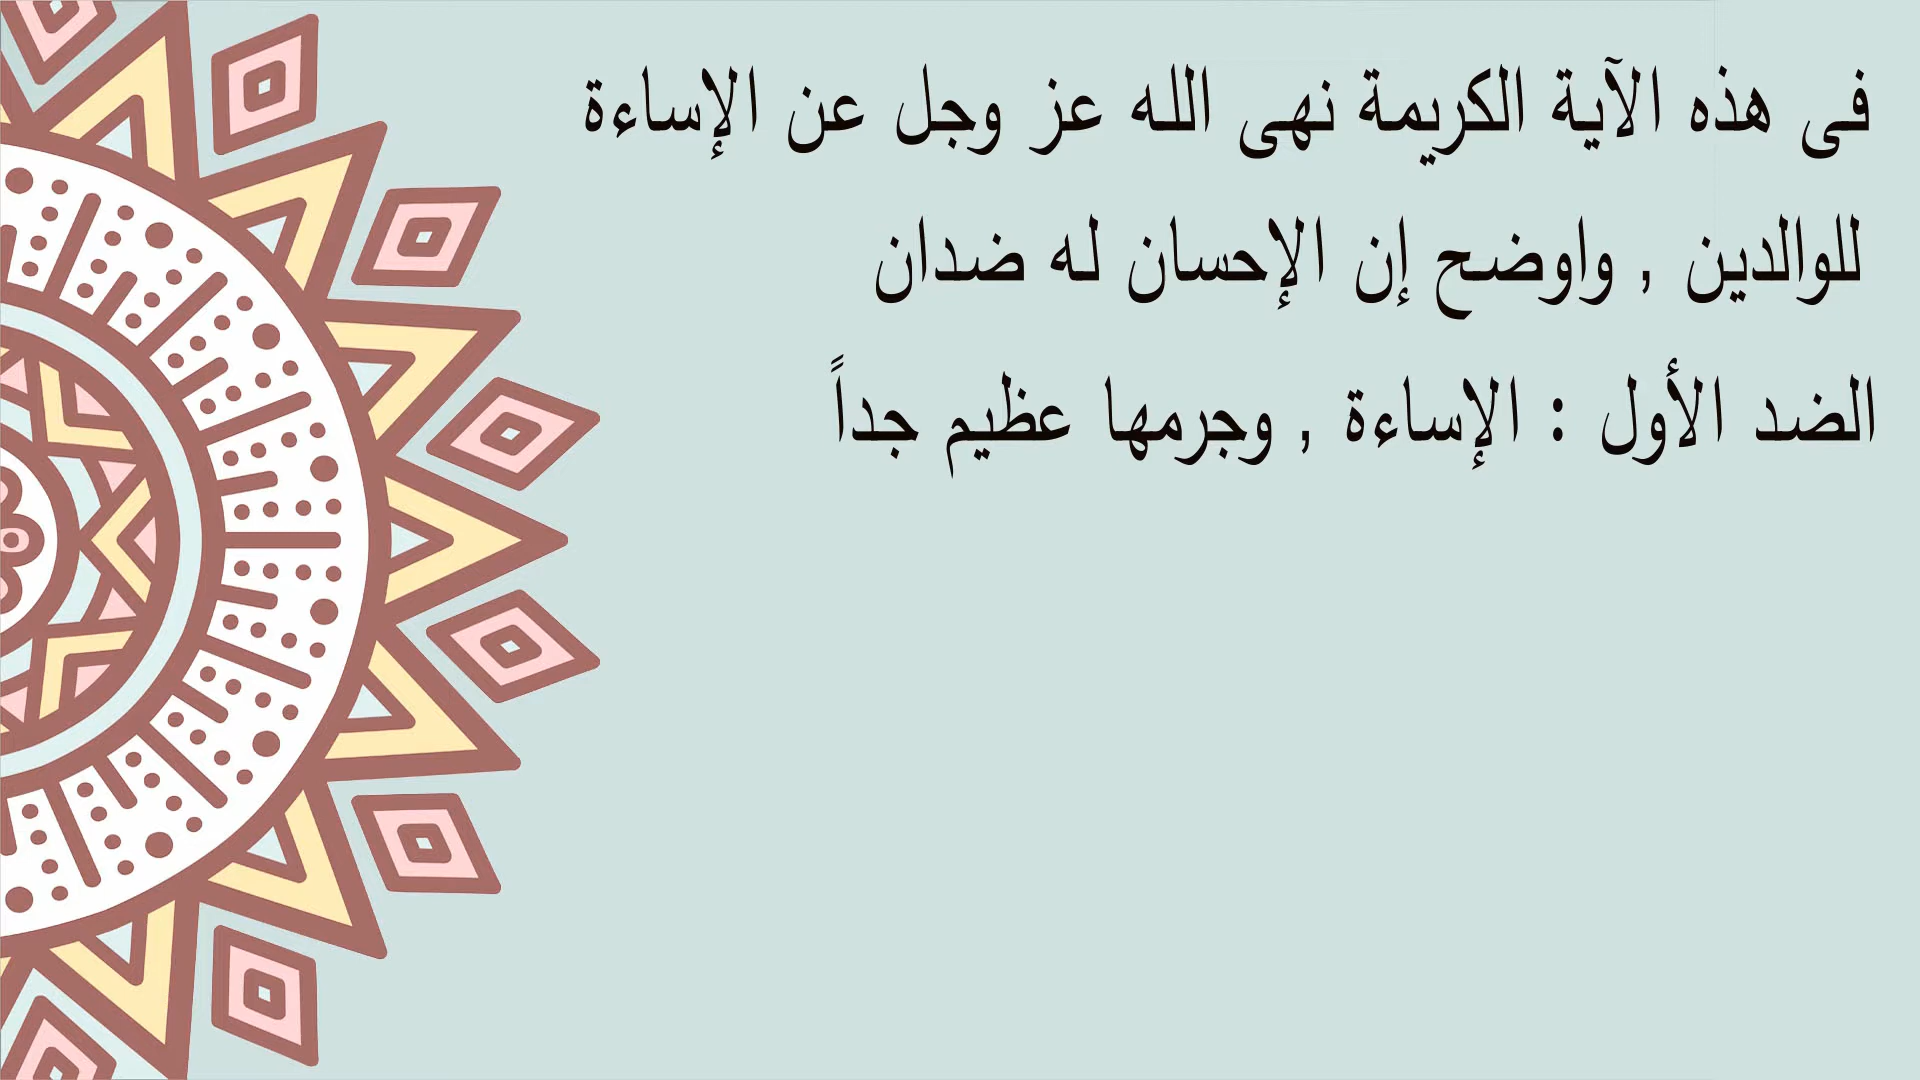 فى هذه الآية الكريمة نهى الله عز وجل عن الإساءة
للوالدين , واوضح إن الإحسان له ضدان
الضد الأول : الإساءة , وجرمها عظيم جداً